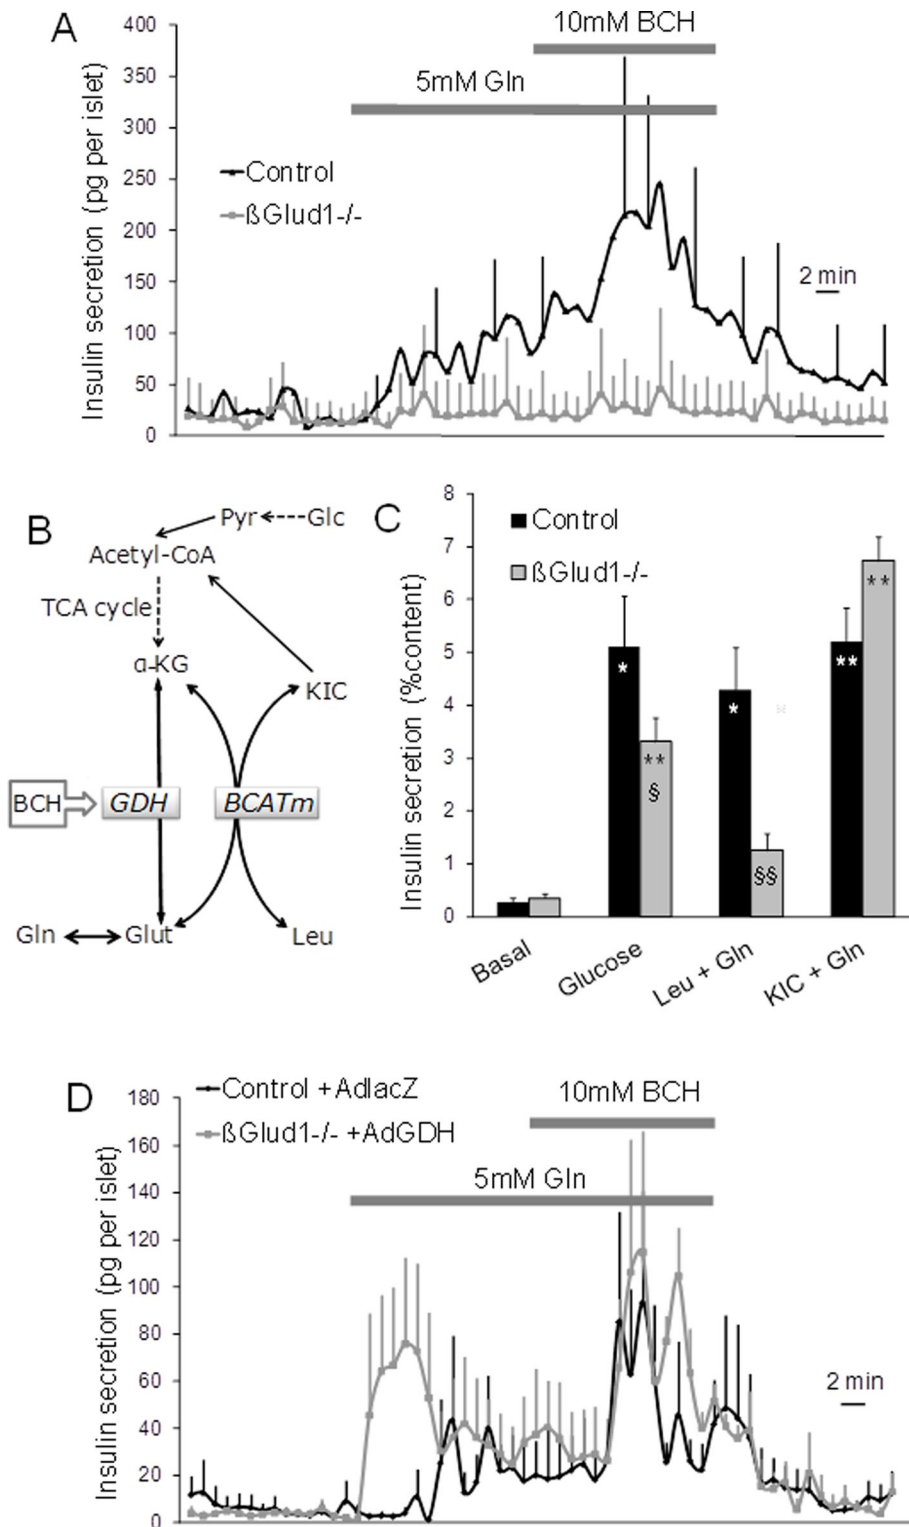 A
400
350
300
250
200
150
100
50
0
Insulin secretion (pg per islet)
10mM BCH
5mM Gln
Control
ßGlud1-/-
2 min
B
Pyr
Glc
Acetyl-CoA
TCA cycle
α-KG
KIC
BCH
GDH
BCATm
Gln
Glut
Leu
C
8
7
6
5
4
3
2
1
0
Insulin secretion (%content)
Control
ßGlud1-/-
*
**
§
*
*
§§
**
**
Basal
Glucose
Leu + Gln
KIC + Gln
D
180
160
140
120
100
80
60
40
20
0
Insulin secretion (pg per islet)
Control +AdlacZ
ßGlud1-/- +AdGDH
10mM BCH
5mM Gln
2 min